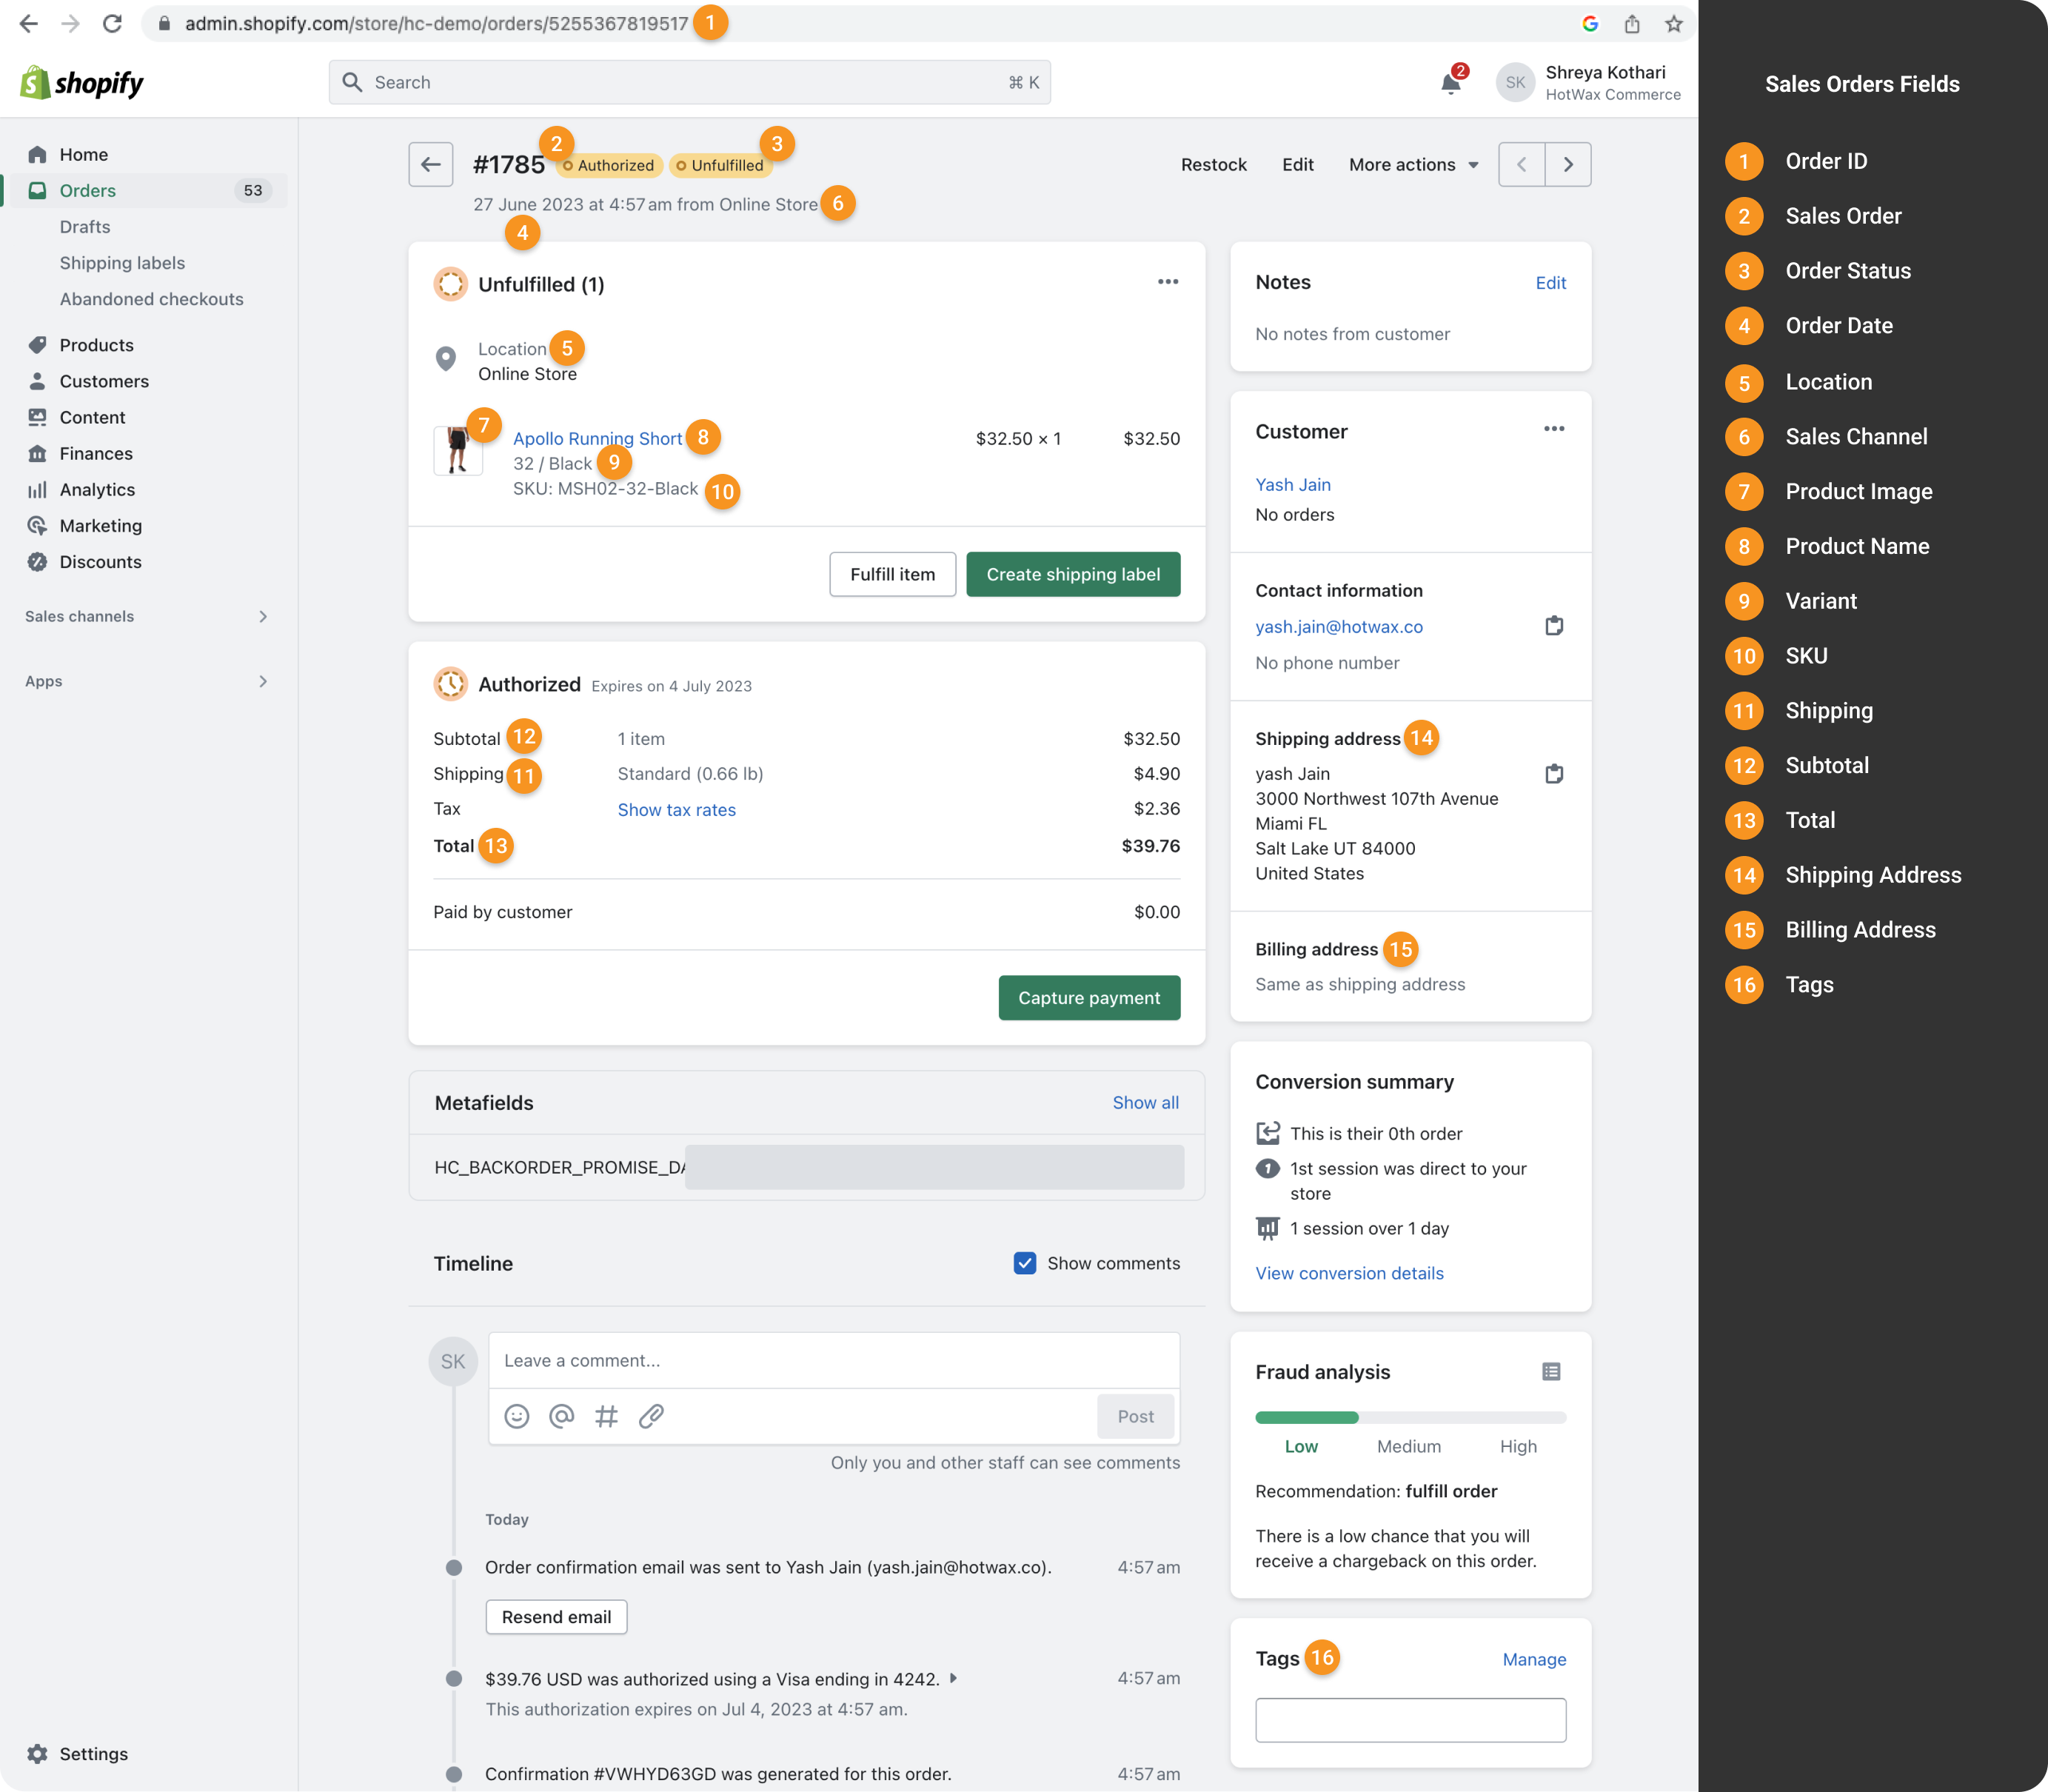 admin.shopify.com/store/hc-demo/orders/5255367819517 1
shopify
Search ⌘ K
2
SK
Shreya Kothari
HotWax Commerce
Home
Orders 53
Drafts
Shipping labels
Abandoned checkouts
Products
Customers
Content
Finances
Analytics
Marketing
Discounts
Sales channels
Apps
Settings
#1785 2 Authorized Unfulfilled 3
27 June 2023 at 4:57 am from Online Store 6
4
Restock Edit More actions
Unfulfilled (1)
Location 5
Online Store
7
Apollo Running Short 8 $32.50 × 1 $32.50
32 / Black 9
SKU: MSH02-32-Black 10
Fulfill item Create shipping label
Authorized Expires on 4 July 2023
Subtotal 12 1 item $32.50
Shipping 11 Standard (0.66 lb) $4.90
Tax Show tax rates $2.36
Total 13 $39.76
Paid by customer $0.00
Capture payment
Metafields Show all
HC_BACKORDER_PROMISE_DA
Timeline Show comments
SK
Leave a comment...
Post
Only you and other staff can see comments
Today
Order confirmation email was sent to Yash Jain (yash.jain@hotwax.co). 4:57 am
Resend email
$39.76 USD was authorized using a Visa ending in 4242. 4:57 am
This authorization expires on Jul 4, 2023 at 4:57 am.
Confirmation #VWHYD63GD was generated for this order. 4:57 am
Notes Edit
No notes from customer
Customer
Yash Jain
No orders
Contact information
yash.jain@hotwax.co
No phone number
Shipping address 14
yash Jain
3000 Northwest 107th Avenue
Miami FL
Salt Lake UT 84000
United States
Billing address 15
Same as shipping address
Conversion summary
This is their 0th order
1 1st session was direct to your
store
1 session over 1 day
View conversion details
Fraud analysis
Low Medium High
Recommendation: fulfill order
There is a low chance that you will
receive a chargeback on this order.
Tags 16 Manage
Sales Orders Fields
1 Order ID
2 Sales Order
3 Order Status
4 Order Date
5 Location
6 Sales Channel
7 Product Image
8 Product Name
9 Variant
10 SKU
11 Shipping
12 Subtotal
13 Total
14 Shipping Address
15 Billing Address
16 Tags